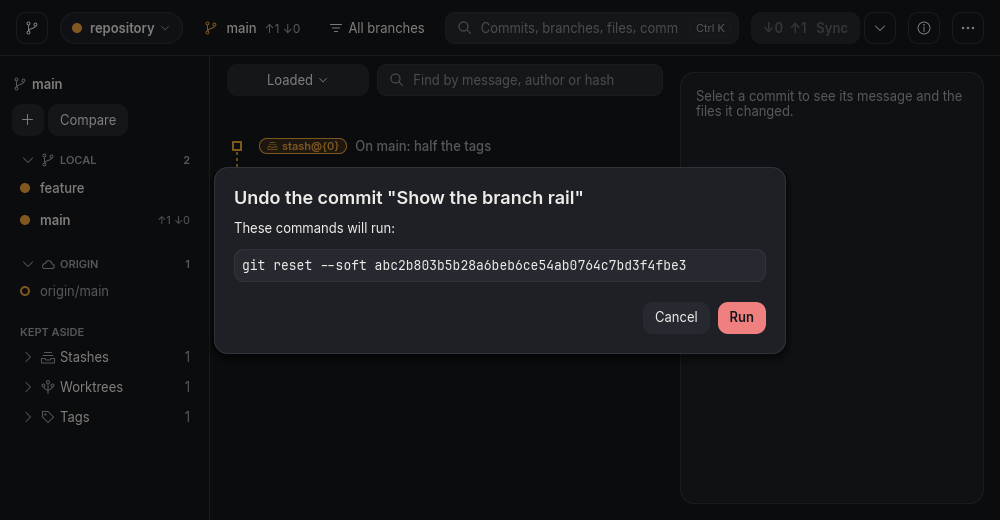 repository
main ↑1 ↓0
All branches
Commits, branches, files, comm
Ctrl K
↓0 ↑1 Sync
main
Compare
LOCAL 2
feature
main ↑1 ↓0
ORIGIN 1
origin/main
KEPT ASIDE
Stashes 1
Worktrees 1
Tags 1
Loaded
Find by message, author or hash
stash@{0} On main: half the tags
Select a commit to see its message and the
files it changed.
Undo the commit "Show the branch rail"
These commands will run:
git reset --soft abc2b803b5b28a6beb6ce54ab0764c7bd3f4fbe3
Cancel
Run